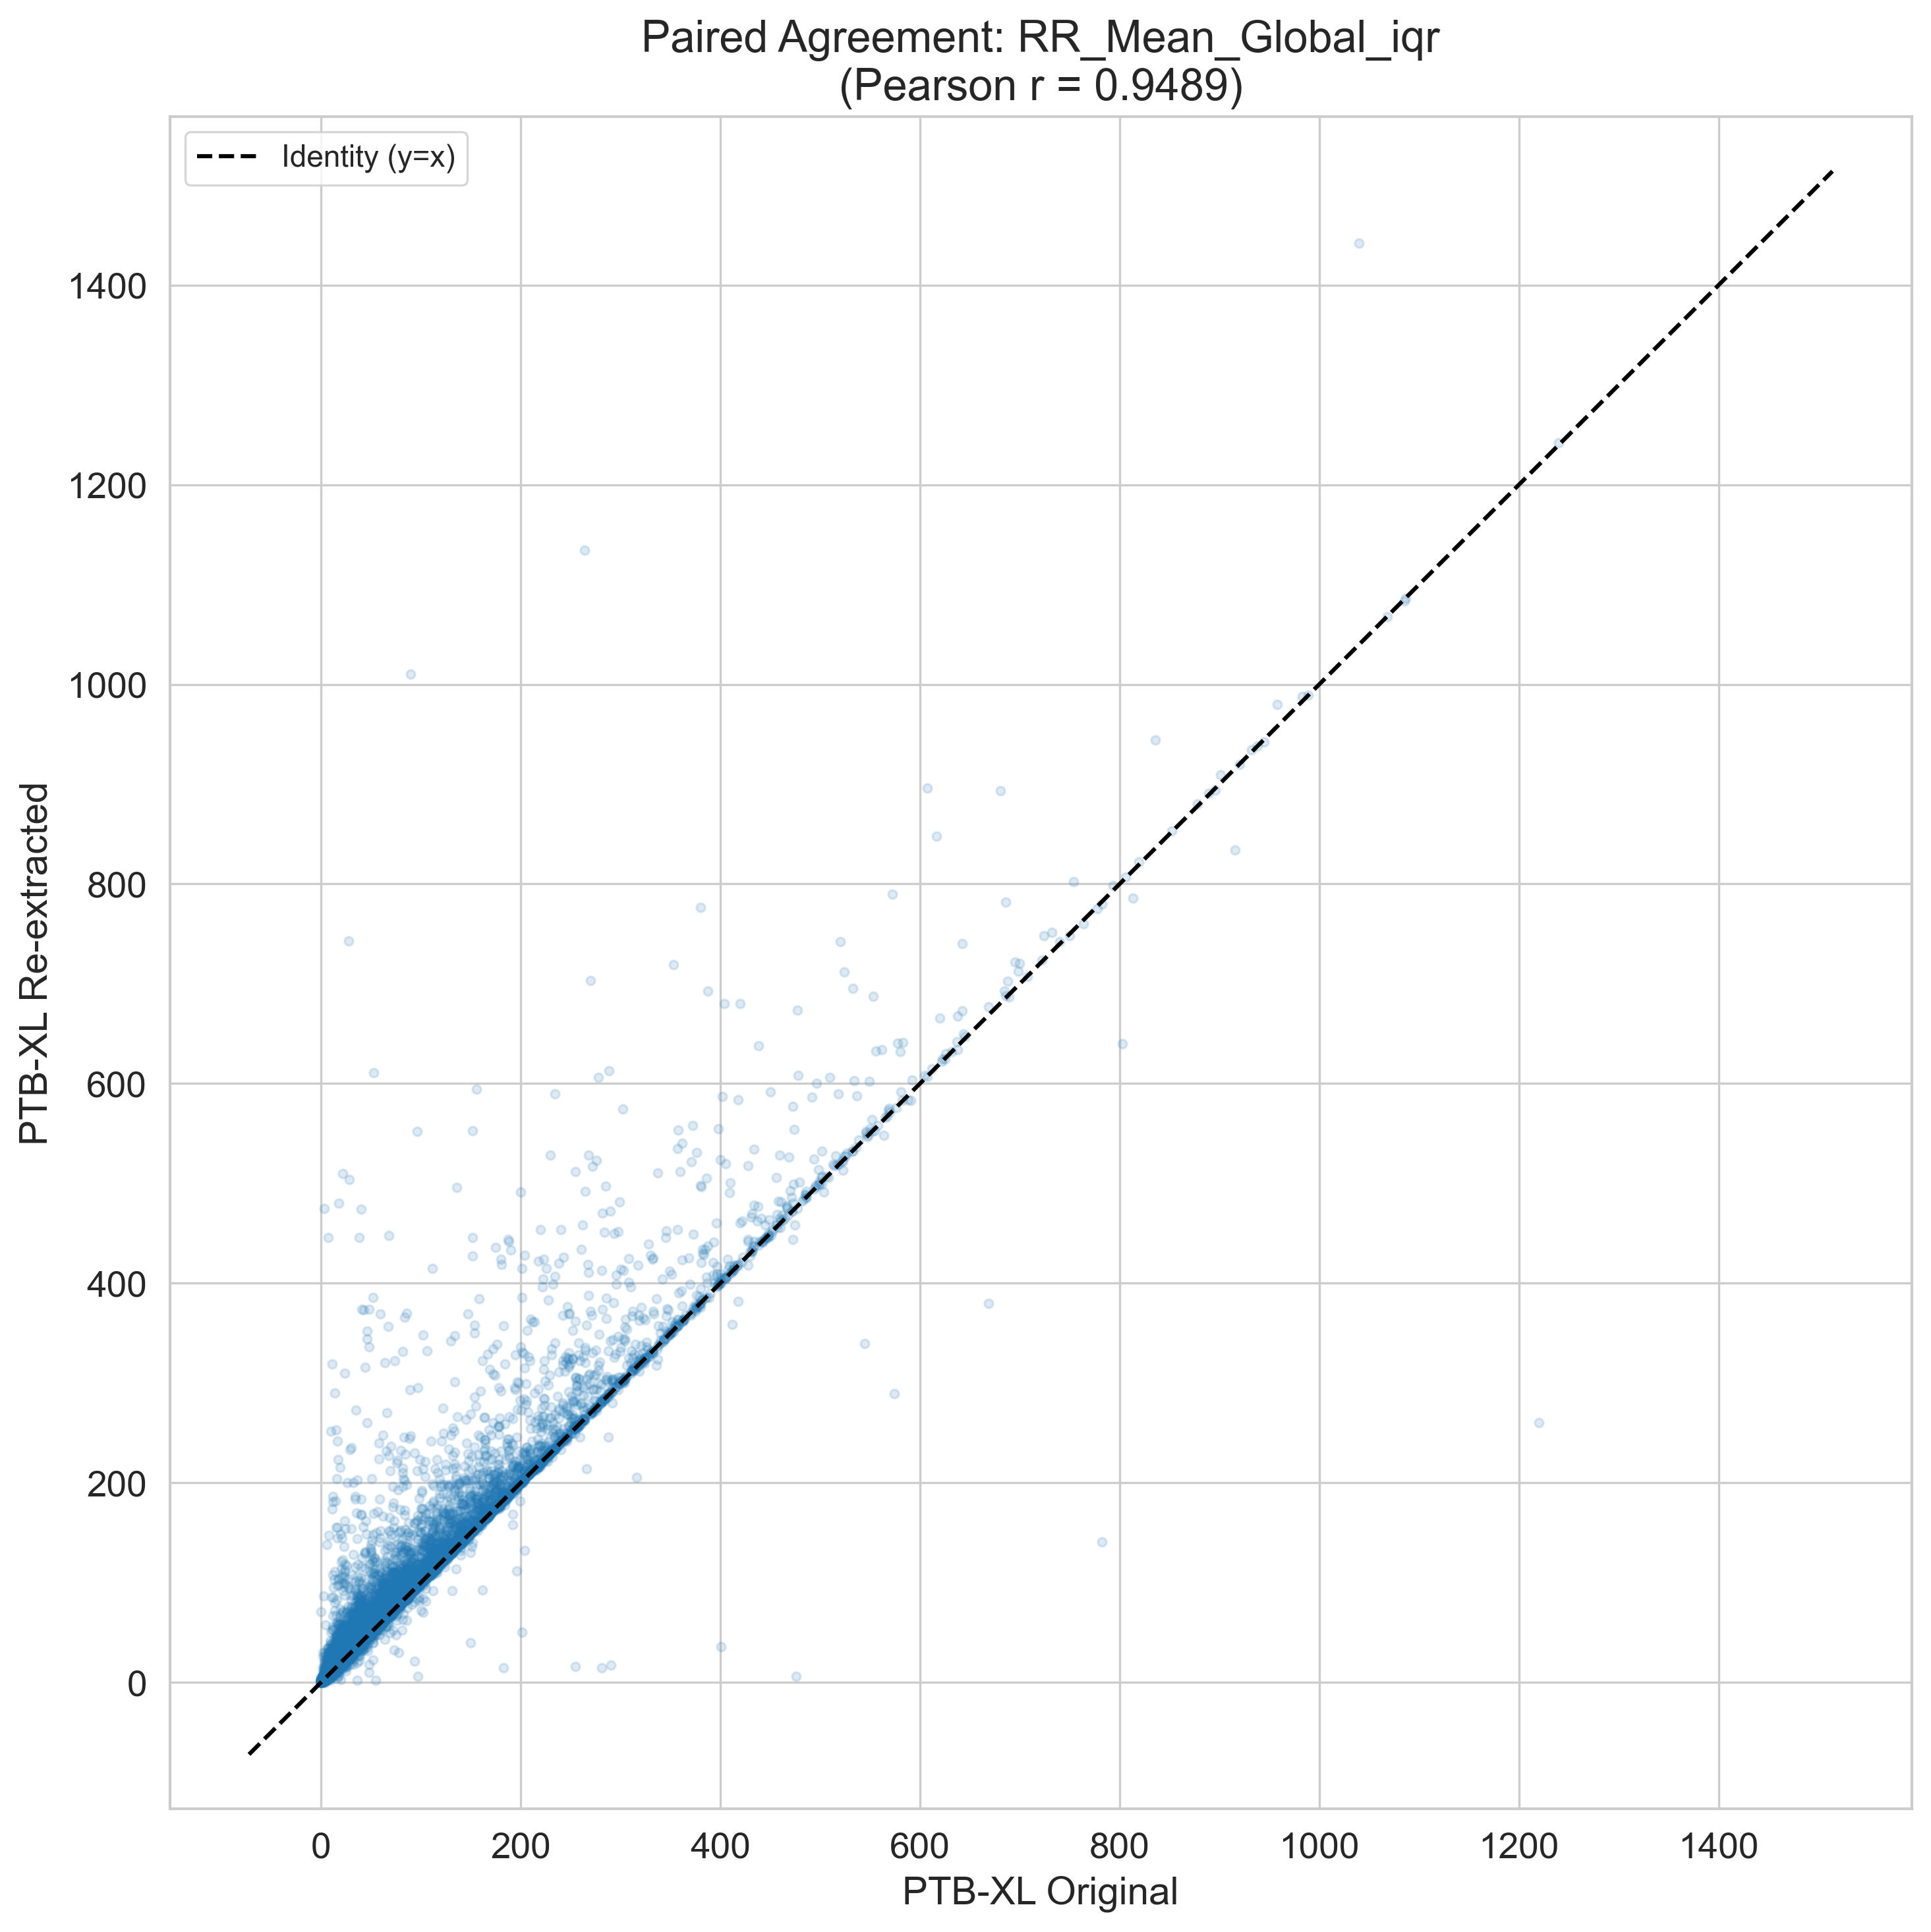 Paired Agreement: RR_Mean_Global_iqr
(Pearson r = 0.9489)
Identity (y=x)
1400
1200
1000
800
600
400
200
0
PTB-XL Re-extracted
0 200 400 600 800 1000 1200 1400
PTB-XL Original